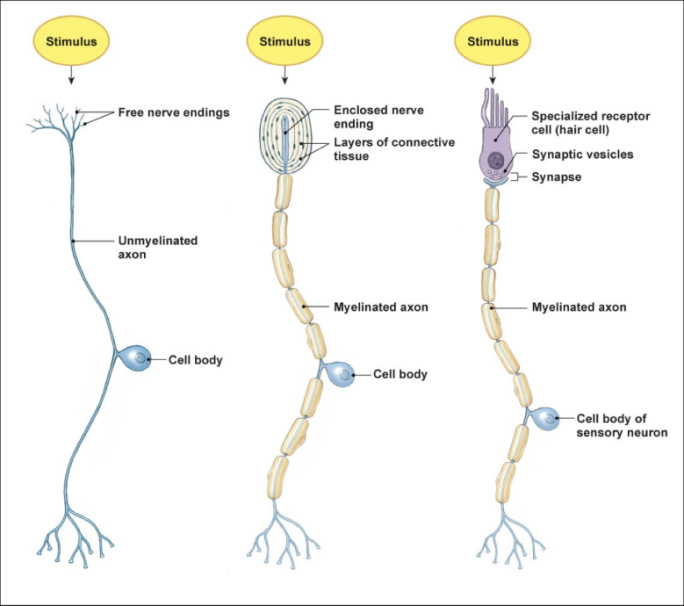 Stimulus
Free nerve endings
Unmyelinated
axon
Cell body
Stimulus
Enclosed nerve
ending
Layers of connective
tissue
Myelinated axon
Cell body
Stimulus
Specialized receptor
cell (hair cell)
Synaptic vesicles
Synapse
Myelinated axon
Cell body of
sensory neuron